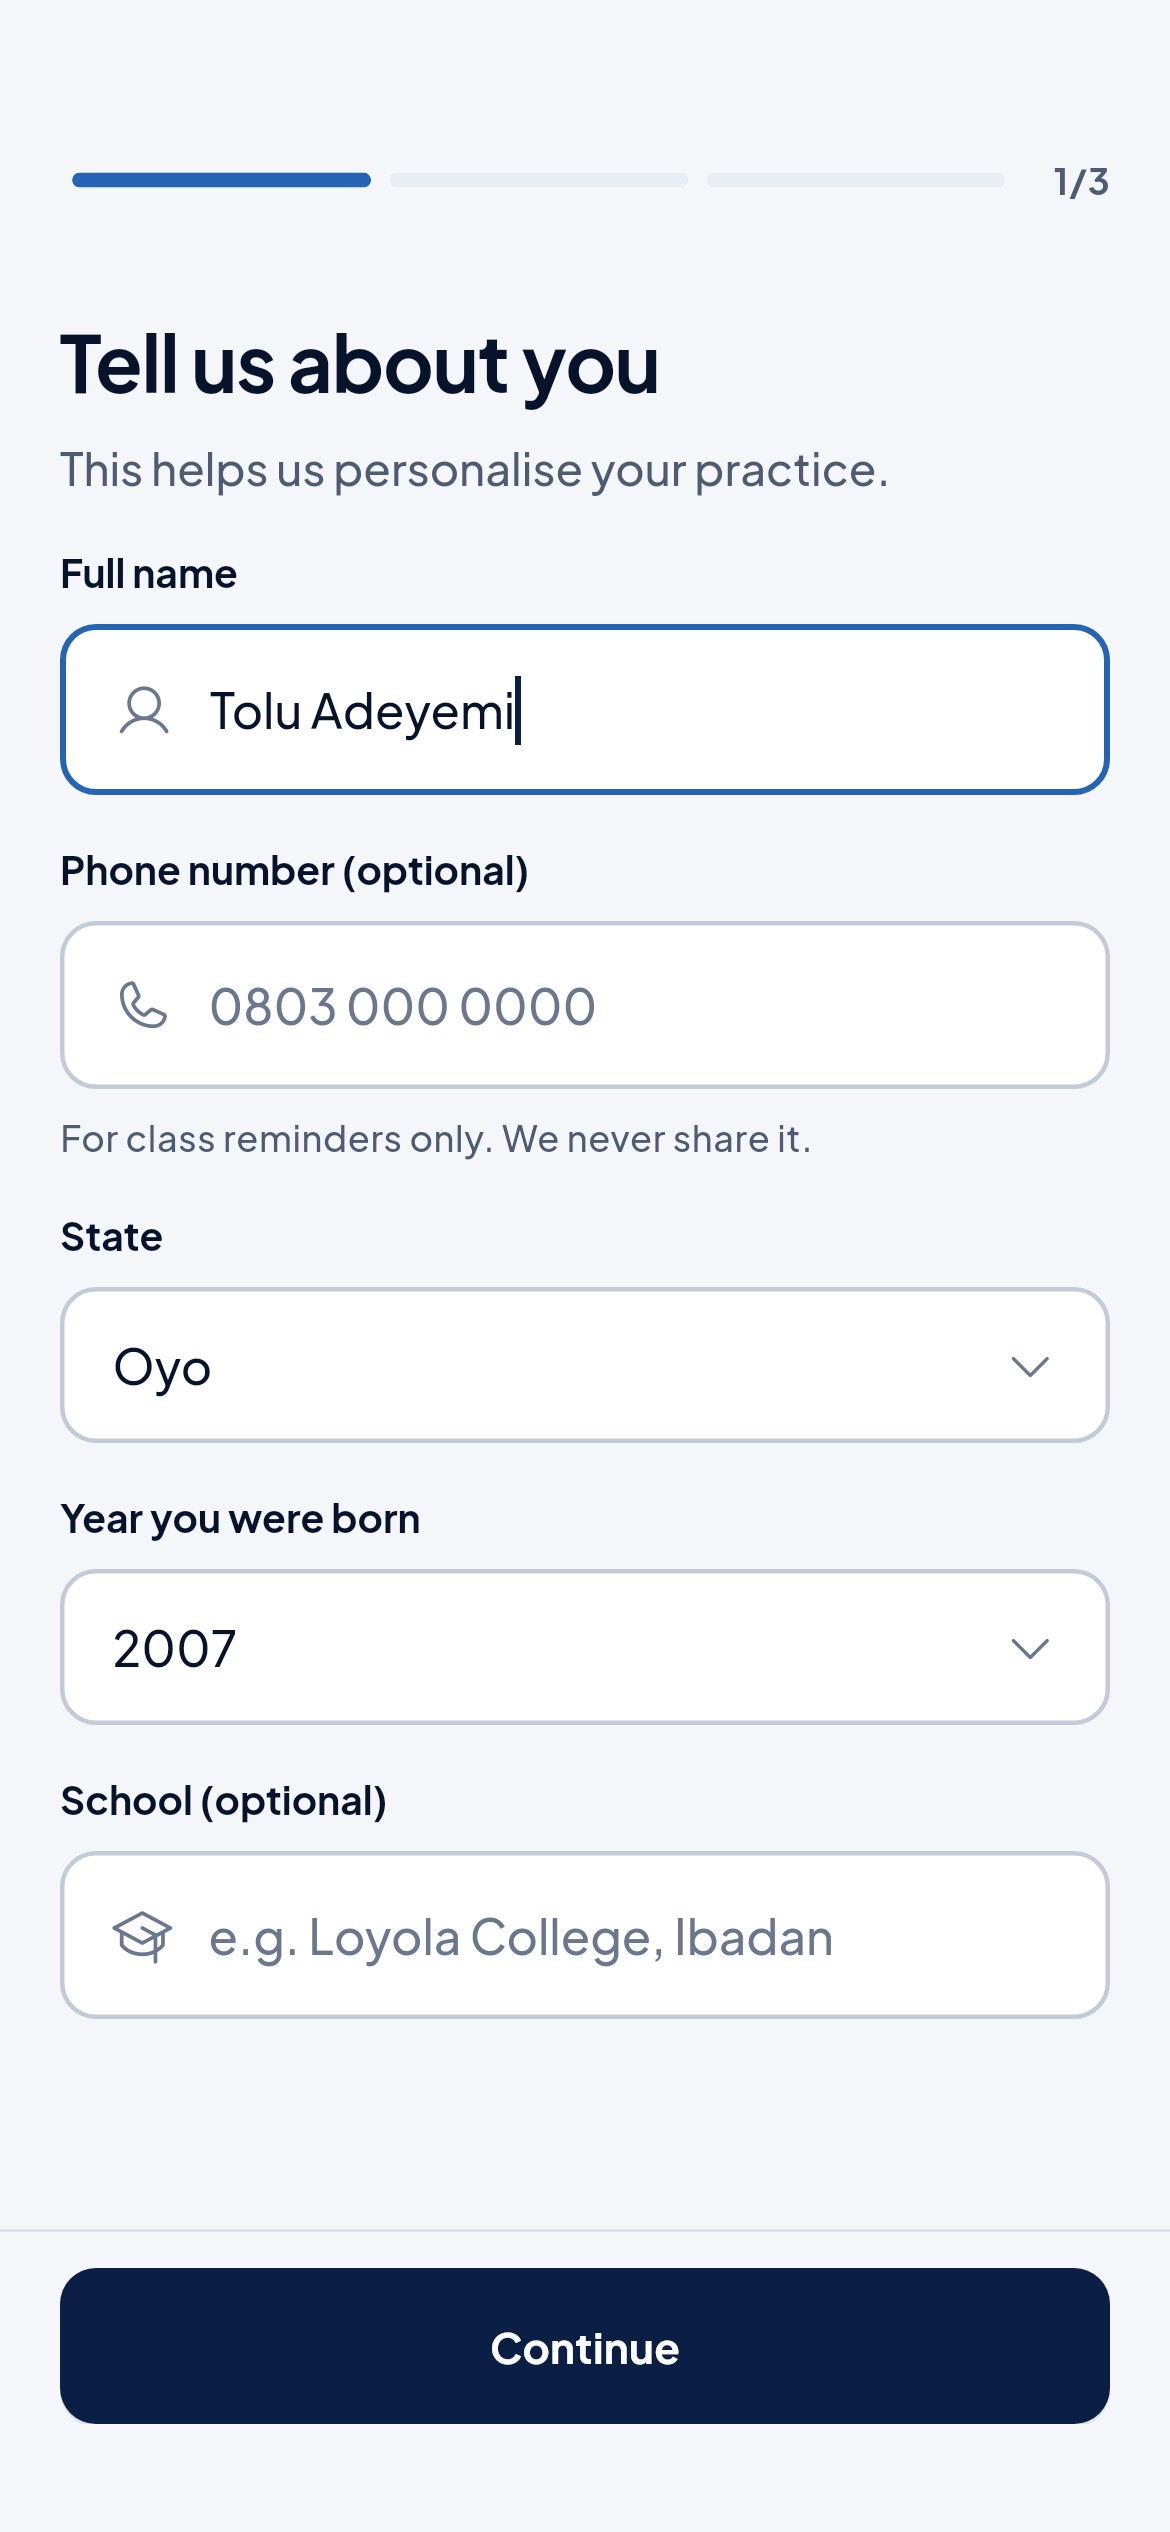 1/3
Tell us about you
This helps us personalise your practice.
Full name
Tolu Adeyemi
Phone number (optional)
0803 000 0000
For class reminders only. We never share it.
State
Oyo
Year you were born
2007
School (optional)
e.g. Loyola College, Ibadan
Continue